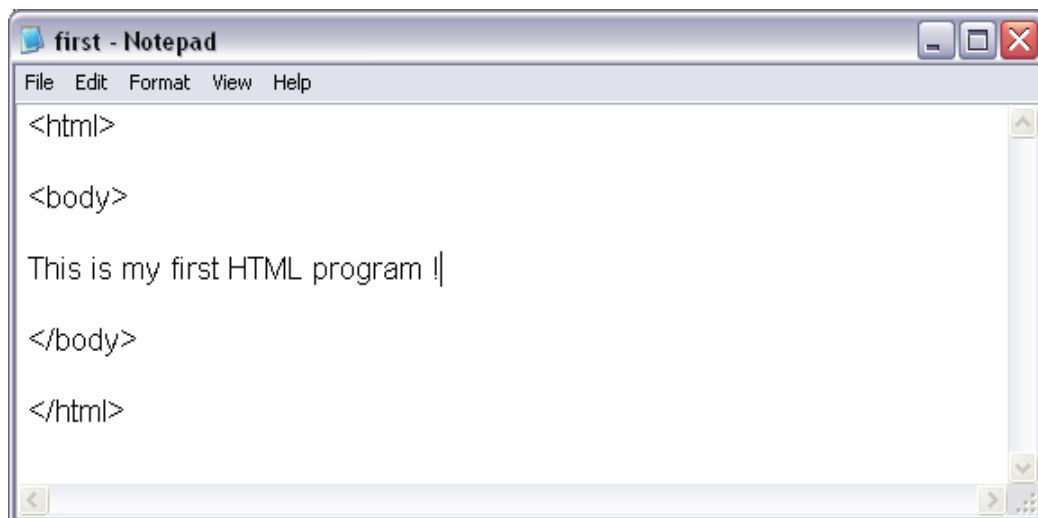 first - Notepad
File Edit Format View Help
<html>
<body>
This is my first HTML program !
</body>
</html>